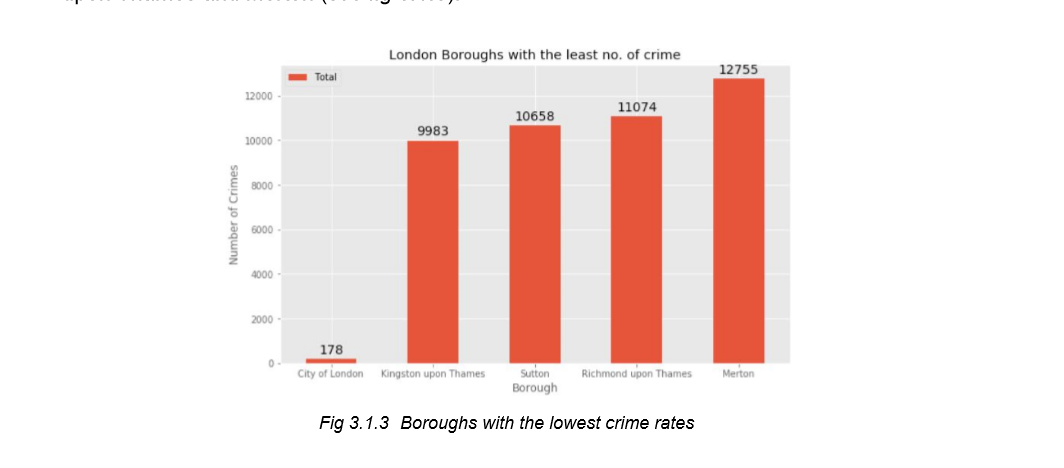 London Boroughs with the least no. of crime
Total
12755
11074
10658
9983
178
12000
10000
8000
6000
4000
2000
0
Number of Crimes
City of London Kingston upon Thames Sutton Richmond upon Thames Merton
Borough
Fig 3.1.3 Boroughs with the lowest crime rates